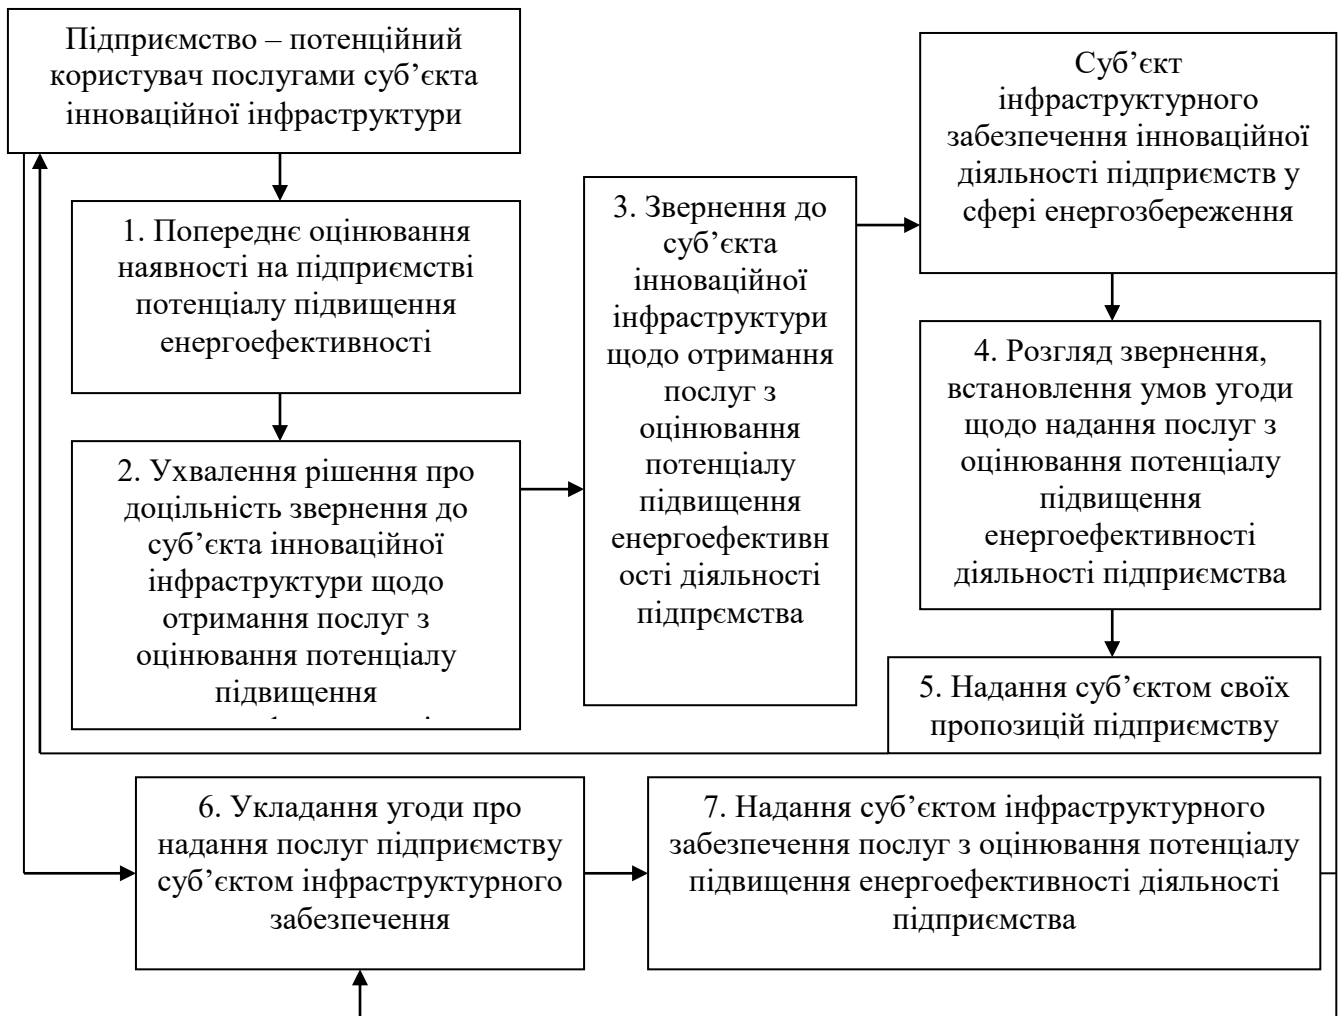 Підприємство – потенційний
користувач послугами суб’єкта
інноваційної інфраструктури
1. Попереднє оцінювання
наявності на підприємстві
потенціалу підвищення
енергоефективності
2. Ухвалення рішення про
доцільність звернення до
суб’єкта інноваційної
інфраструктури щодо
отримання послуг з
оцінювання потенціалу
підвищення
3. Звернення до
суб’єкта
інноваційної
інфраструктури
щодо отримання
послуг з
оцінювання
потенціалу
підвищення
енергоефективн
ості діяльності
підпрємства
Суб’єкт
інфраструктурного
забезпечення інноваційної
діяльності підприємств у
сфері енергозбереження
4. Розгляд звернення,
встановлення умов угоди
щодо надання послуг з
оцінювання потенціалу
підвищення
енергоефективності
діяльності підприємства
5. Надання суб’єктом своїх
пропозицій підприємству
6. Укладання угоди про
надання послуг підприємству
суб’єктом інфраструктурного
забезпечення
7. Надання суб’єктом інфраструктурного
забезпечення послуг з оцінювання потенціалу
підвищення енергоефективності діяльності
підприємства